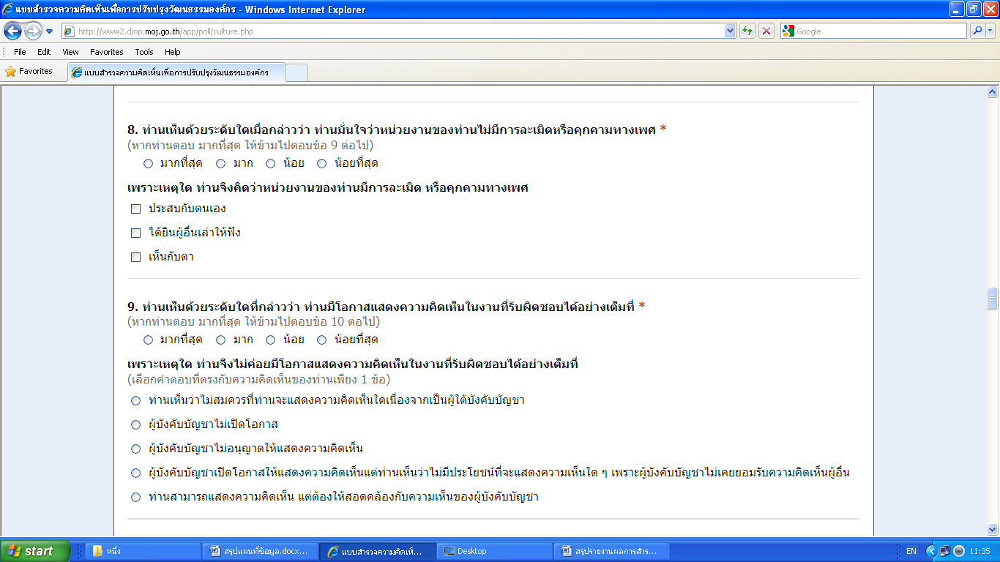 แบบสำรวจความคิดเห็นเพื่อการปรับปรุงวัฒนธรรมองค์กร - Windows Internet Explorer
http://www2.djop.moj.go.th/app/poll/culture.php
Google
File Edit View Favorites Tools Help
Favorites
แบบสำรวจความคิดเห็นเพื่อการปรับปรุงวัฒนธรรมองค์กร
8. ท่านเห็นด้วยระดับใดเมื่อกล่าวว่า ท่านมั่นใจว่าหน่วยงานของท่านไม่มีการละเมิดหรือคุกคามทางเพศ *
(หากท่านตอบ มากที่สุด ให้ข้ามไปตอบข้อ 9 ต่อไป)
มากที่สุด มาก น้อย น้อยที่สุด
เพราะเหตุใด ท่านจึงคิดว่าหน่วยงานของท่านมีการละเมิด หรือคุกคามทางเพศ
ประสบกับตนเอง
ได้ยินผู้อื่นเล่าให้ฟัง
เห็นกับตา
9. ท่านเห็นด้วยระดับใดที่กล่าวว่า ท่านมีโอกาสแสดงความคิดเห็นในงานที่รับผิดชอบได้อย่างเต็มที่ *
(หากท่านตอบ มากที่สุด ให้ข้ามไปตอบข้อ 10 ต่อไป)
มากที่สุด มาก น้อย น้อยที่สุด
เพราะเหตุใด ท่านจึงไม่ค่อยมีโอกาสแสดงความคิดเห็นในงานที่รับผิดชอบได้อย่างเต็มที่
(เลือกคำตอบที่ตรงกับความคิดเห็นของท่านเพียง 1 ข้อ)
ท่านเห็นว่าไม่สมควรที่ท่านจะแสดงความคิดเห็นใดเนื่องจากเป็นผู้ใต้บังคับบัญชา
ผู้บังคับบัญชาไม่เปิดโอกาส
ผู้บังคับบัญชาไม่อนุญาตให้แสดงความคิดเห็น
ผู้บังคับบัญชาเปิดโอกาสให้แสดงความคิดเห็นแต่ท่านเห็นว่าไม่มีประโยชน์ที่จะแสดงความเห็นใด ๆ เพราะผู้บังคับบัญชาไม่เคยยอมรับความคิดเห็นผู้อื่น
ท่านสามารถแสดงความคิดเห็น แต่ต้องให้สอดคล้องกับความเห็นของผู้บังคับบัญชา
start หนึ่ง สรุปแผนที่ข้อมูล.docx... แบบสำรวจความคิดเห็... Desktop สรุปรายงานผลการสำร... EN 11:35